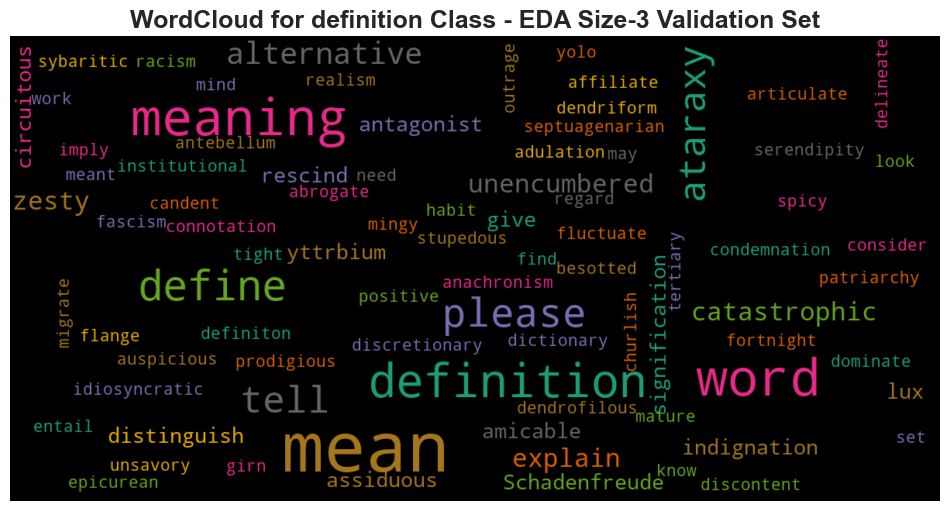 WordCloud for definition Class - EDA Size-3 Validation Set
circuitous
sybaritic
racism
alternative
realism
mind
work
outrage
yolo
affiliate
dendriform
septuagenarian
ataraxy
articulate
delineate
meaning
antagonist
antebellum
adulation
may
serendipity
look
imply
institutional
meant
rescind
need
abrogate
unencumbered
regard
spicy
zesty
candent
habit
give
mingy
fascism
connotation
stupedous
fluctuate
tight
yttrbium
find
besotted
signification
tertiary
condemnation
consider
migrate
define
anachronism
positive
please
churlish
patriarchy
catastrophic
flange
definiton
discretionary
dictionary
fortnight
auspicious
prodigious
dominate
idiosyncratic
tell
definition
word
lux
dendrofilous
mature
entail
distinguish
mean
amicable
indignation
set
unsavory
girn
explain
know
epicurean
assiduous
Schadenfreude
discontent